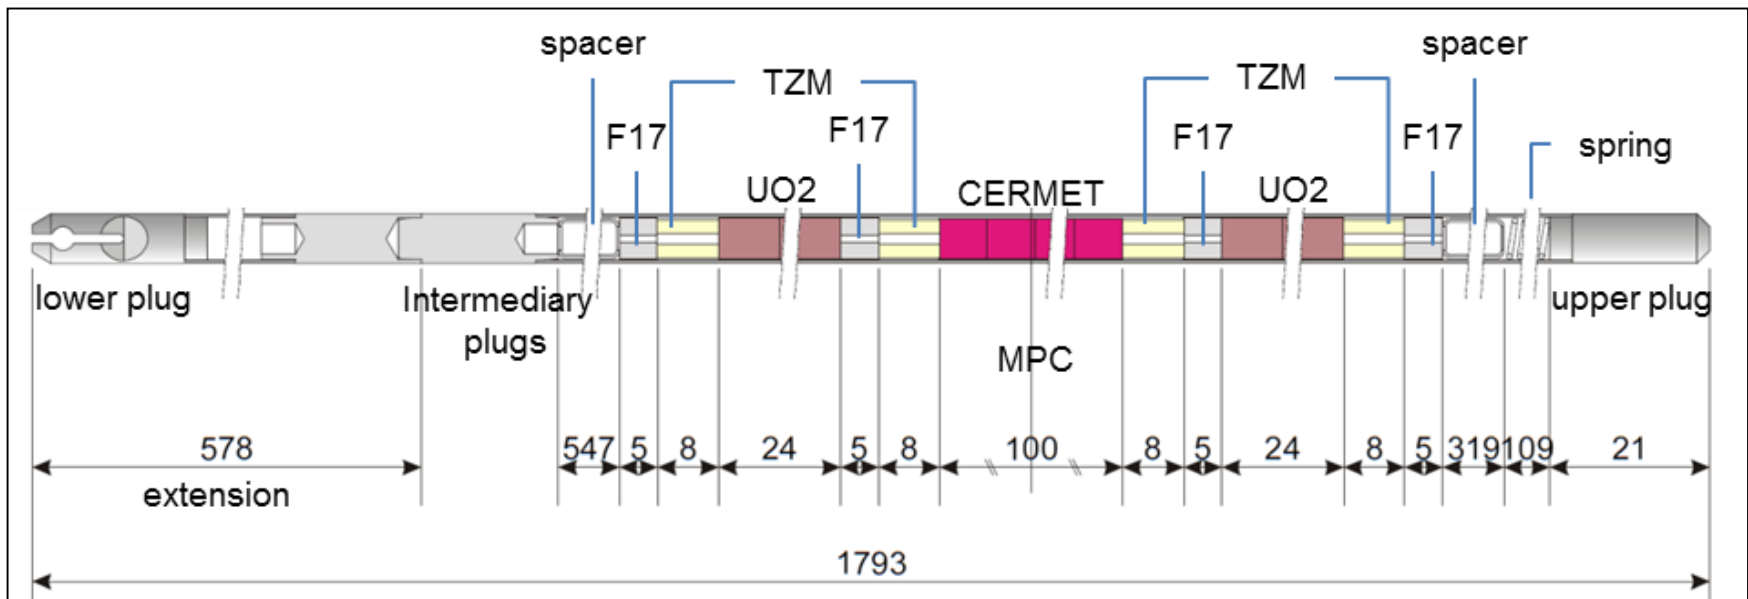 spacer
spacer
TZM
TZM
F17
F17
F17
F17
spring
UO2
CERMET
UO2
lower plug
Intermediary
plugs
upper plug
MPC
578
547
5
8
24
5
8
100
8
5
24
8
5
319
109
21
extension
1793